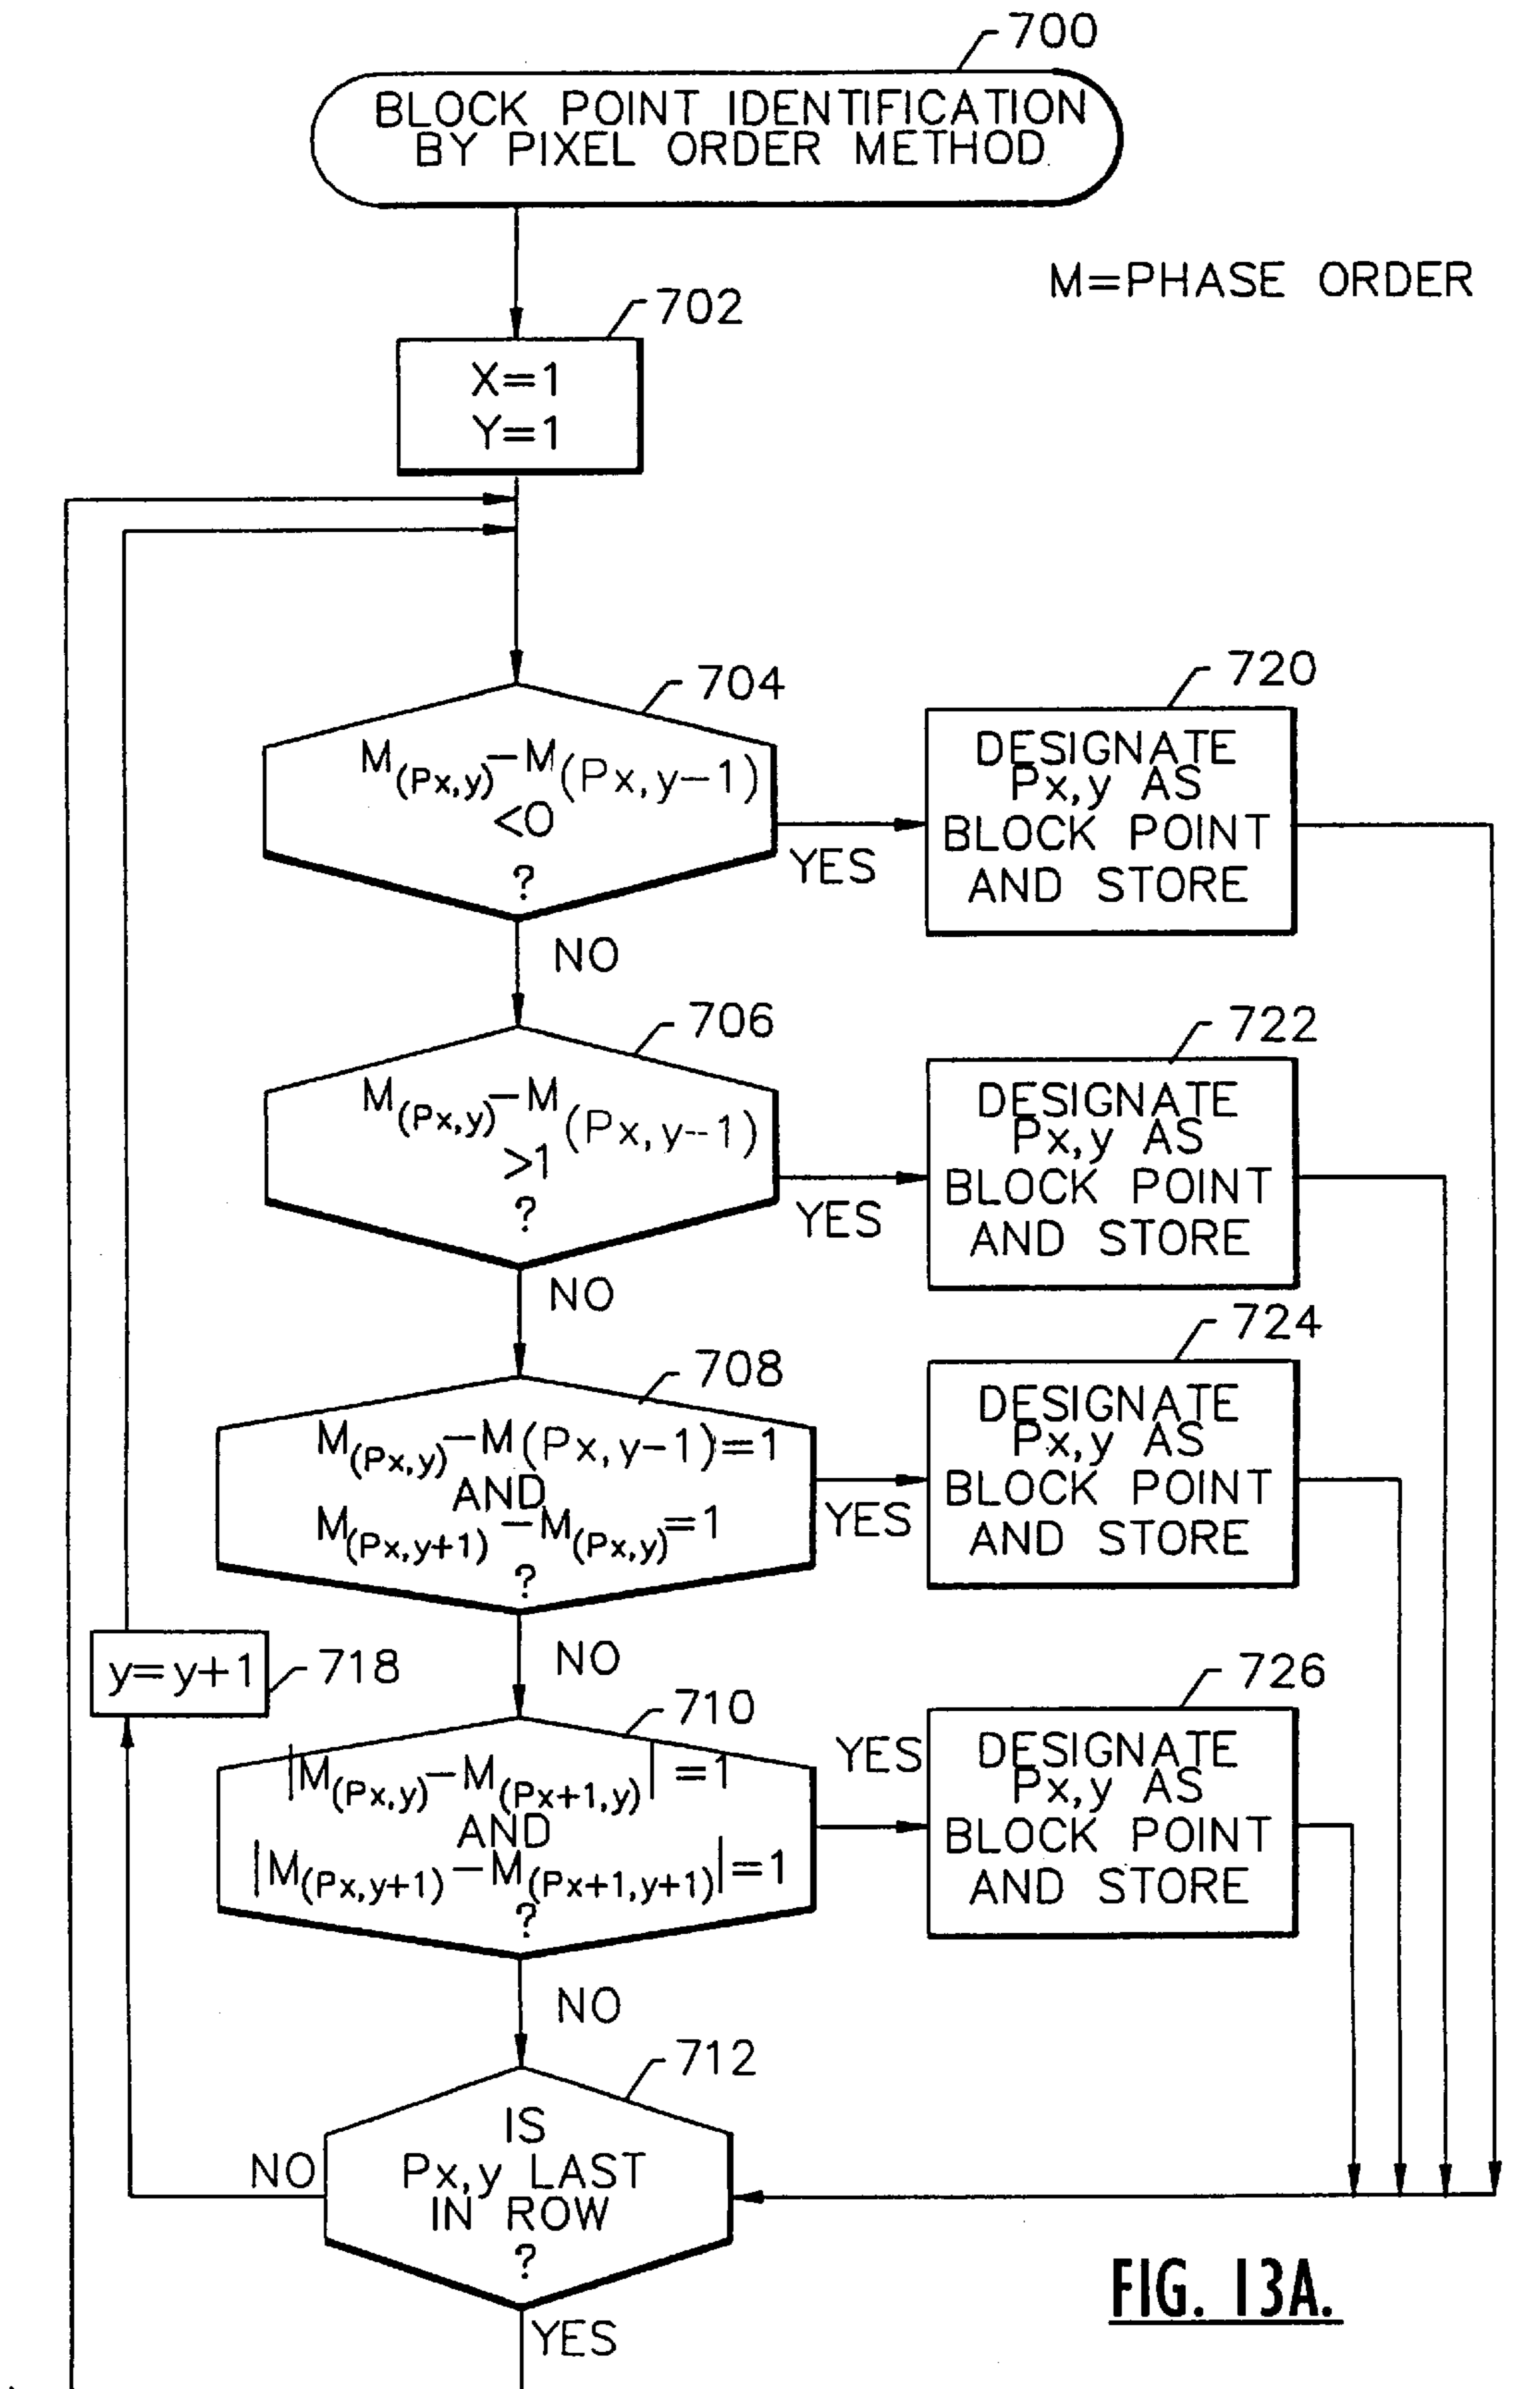 700
BLOCK POINT IDENTIFICATION
BY PIXEL ORDER METHOD
M=PHASE ORDER
702
X=1
Y=1
704
M(Px,y)-M(Px,y-1)
<0
?
YES
NO
720
DESIGNATE
Px,y AS
BLOCK POINT
AND STORE
706
M(Px,y)-M(Px,y-1)
>1
?
YES
NO
722
DESIGNATE
Px,y AS
BLOCK POINT
AND STORE
708
M(Px,y)-M(Px,y-1)=1
AND
M(Px,y+1)-M(Px,y)=1
?
YES
NO
724
DESIGNATE
Px,y AS
BLOCK POINT
AND STORE
y=y+1
718
710
|M(Px,y)-M(Px+1,y)|=1
AND
|M(Px,y+1)-M(Px+1,y+1)|=1
?
YES
NO
726
DESIGNATE
Px,y AS
BLOCK POINT
AND STORE
712
IS
Px,y LAST
IN ROW
?
NO
YES
FIG. 13A.